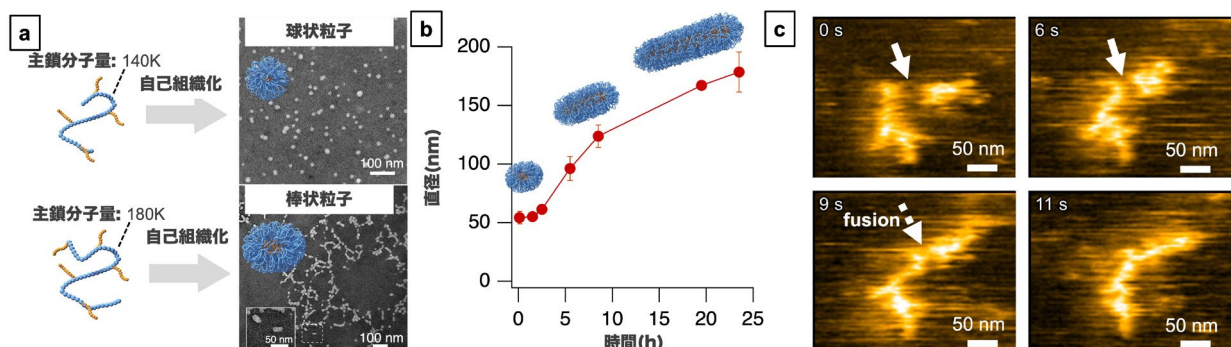 a
主鎖分子量: 140K
自己組織化
球状粒子
100 nm
主鎖分子量: 180K
自己組織化
棒状粒子
50 nm
100 nm
b
200
150
100
50
0
直径(nm)
0 5 10 15 20 25
時間(h)
c
0 s
50 nm
6 s
50 nm
9 s
fusion
50 nm
11 s
50 nm